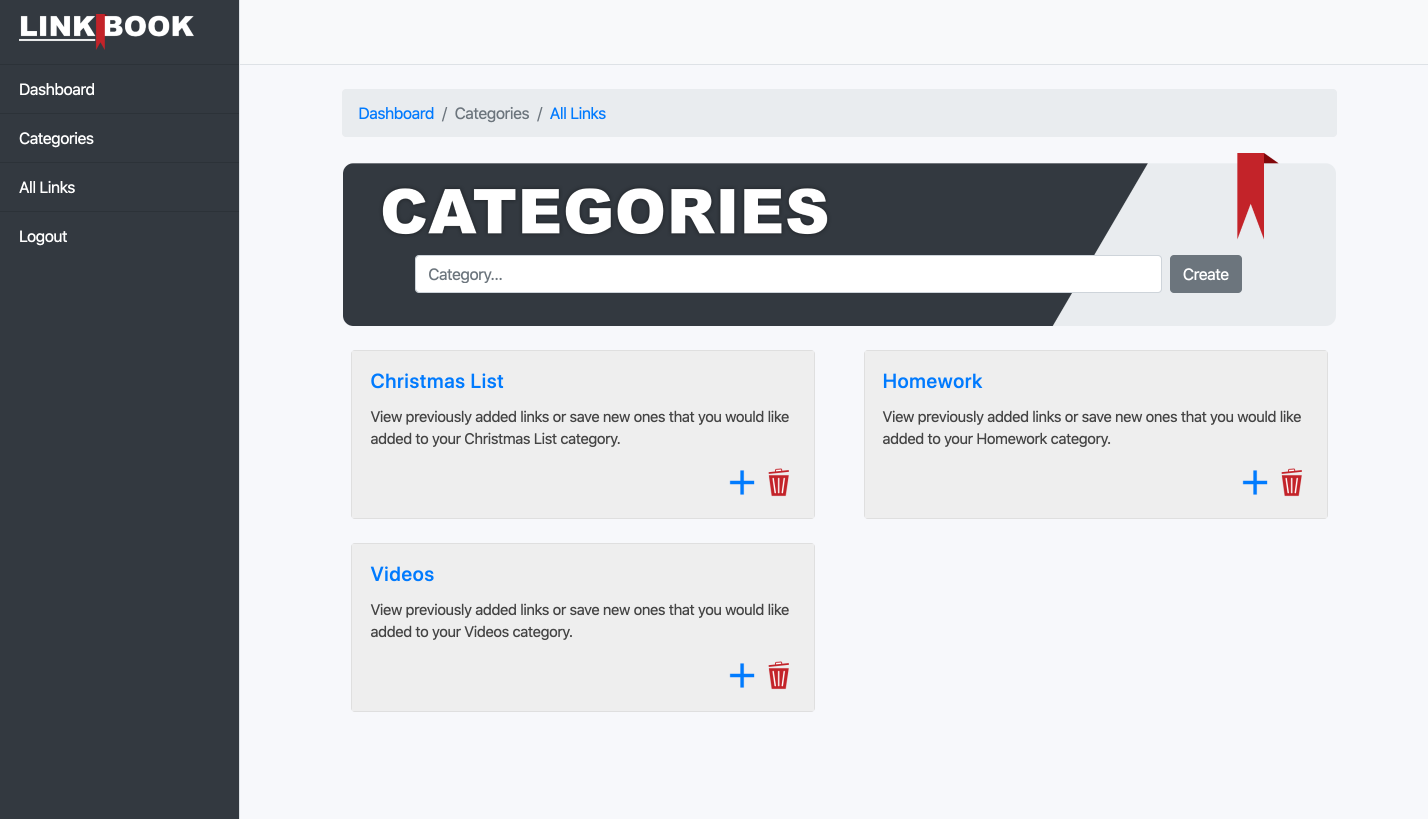 LINK BOOK
Dashboard
Categories
All Links
Logout
Dashboard / Categories / All Links
CATEGORIES
Category...
Create
Christmas List
View previously added links or save new ones that you would like
added to your Christmas List category.
Homework
View previously added links or save new ones that you would like
added to your Homework category.
Videos
View previously added links or save new ones that you would like
added to your Videos category.